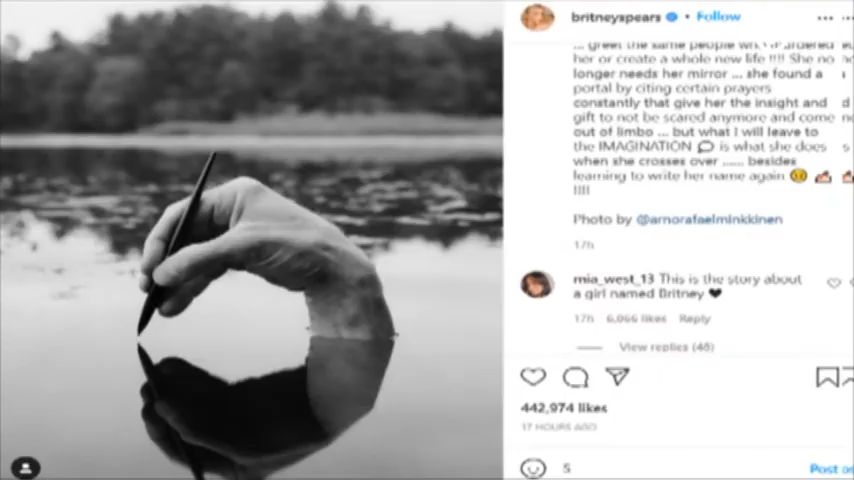 britneyspears • Follow
... greet the same people who
her or create a whole new life !!!! She no
longer needs her mirror ... she found a
portal by citing certain prayers
constantly that give her the insight and
gift to not be scared anymore and come
out of limbo ... but what I will leave to
the IMAGINATION 💭 is what she does
when she crosses over ...... besides
learning to write her name again 🤢 ✍🏻 ✍🏻
!!!!
Photo by @arnorafaelminkkinen
17h
mia_west_13 This is the story about
a girl named Britney 🖤
17h 6,066 likes Reply
View replies (48)
442,974 likes
17 HOURS AGO
S
Post